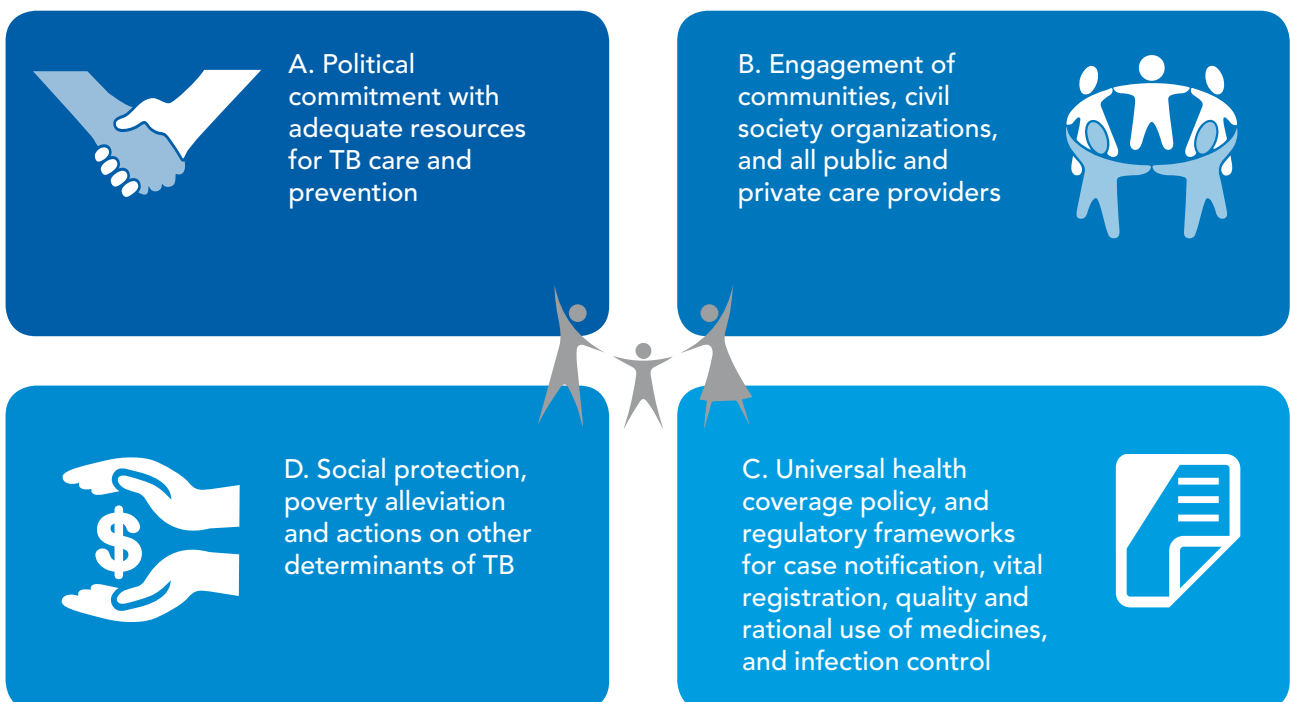 A. Political
commitment with
adequate resources
for TB care and
prevention
B. Engagement of
communities, civil
society organizations,
and all public and
private care providers
D. Social protection,
poverty alleviation
and actions on other
determinants of TB
$
C. Universal health
coverage policy, and
regulatory frameworks
for case notification, vital
registration, quality and
rational use of medicines,
and infection control